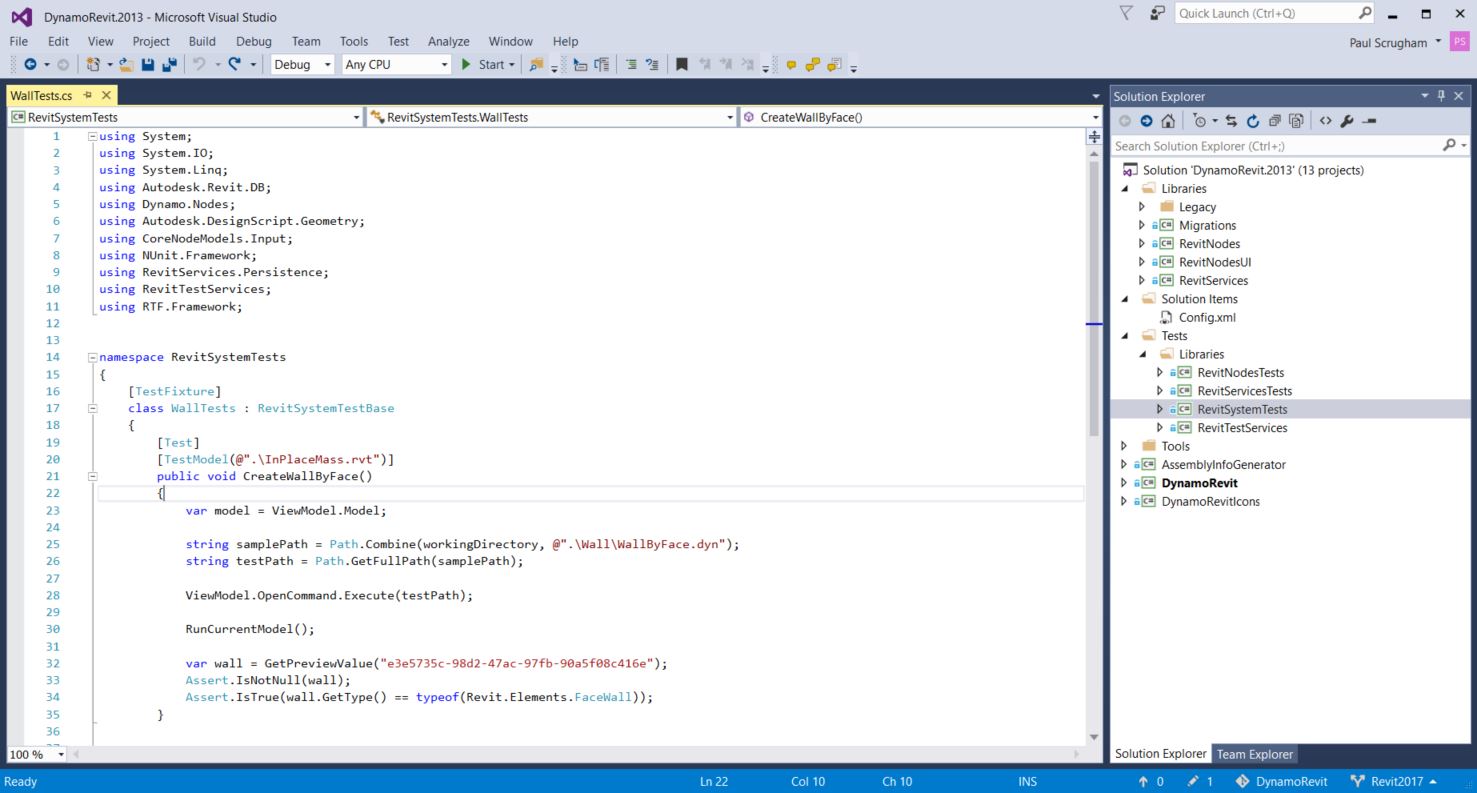 DynamoRevit.2013 - Microsoft Visual Studio
Quick Launch (Ctrl+Q)
File Edit View Project Build Debug Team Tools Test Analyze Window Help
Paul Scrugham PS
Debug Any CPU Start
WallTests.cs
RevitSystemTests RevitSystemTests.WallTests CreateWallByFace()
1 using System;
2 using System.IO;
3 using System.Linq;
4 using Autodesk.Revit.DB;
5 using Dynamo.Nodes;
6 using Autodesk.DesignScript.Geometry;
7 using CoreNodeModels.Input;
8 using NUnit.Framework;
9 using RevitServices.Persistence;
10 using RevitTestServices;
11 using RTF.Framework;
12
13
14 namespace RevitSystemTests
15 {
16 [TestFixture]
17 class WallTests : RevitSystemTestBase
18 {
19 [Test]
20 [TestModel(@".\InPlaceMass.rvt")]
21 public void CreateWallByFace()
22 {
23 var model = ViewModel.Model;
24
25 string samplePath = Path.Combine(workingDirectory, @".\Wall\WallByFace.dyn");
26 string testPath = Path.GetFullPath(samplePath);
27
28 ViewModel.OpenCommand.Execute(testPath);
29
30 RunCurrentModel();
31
32 var wall = GetPreviewValue("e3e5735c-98d2-47ac-97fb-90a5f08c416e");
33 Assert.IsNotNull(wall);
34 Assert.IsTrue(wall.GetType() == typeof(Revit.Elements.FaceWall));
35 }
36
100 %
Solution Explorer
Search Solution Explorer (Ctrl+;)
Solution 'DynamoRevit.2013' (13 projects)
Libraries
Legacy
C# Migrations
C# RevitNodes
C# RevitNodesUI
C# RevitServices
Solution Items
Config.xml
Tests
Libraries
C# RevitNodesTests
C# RevitServicesTests
C# RevitSystemTests
C# RevitTestServices
Tools
C# AssemblyInfoGenerator
C# DynamoRevit
C# DynamoRevitIcons
Solution Explorer Team Explorer
Ready Ln 22 Col 10 Ch 10 INS 0 1 DynamoRevit Revit2017